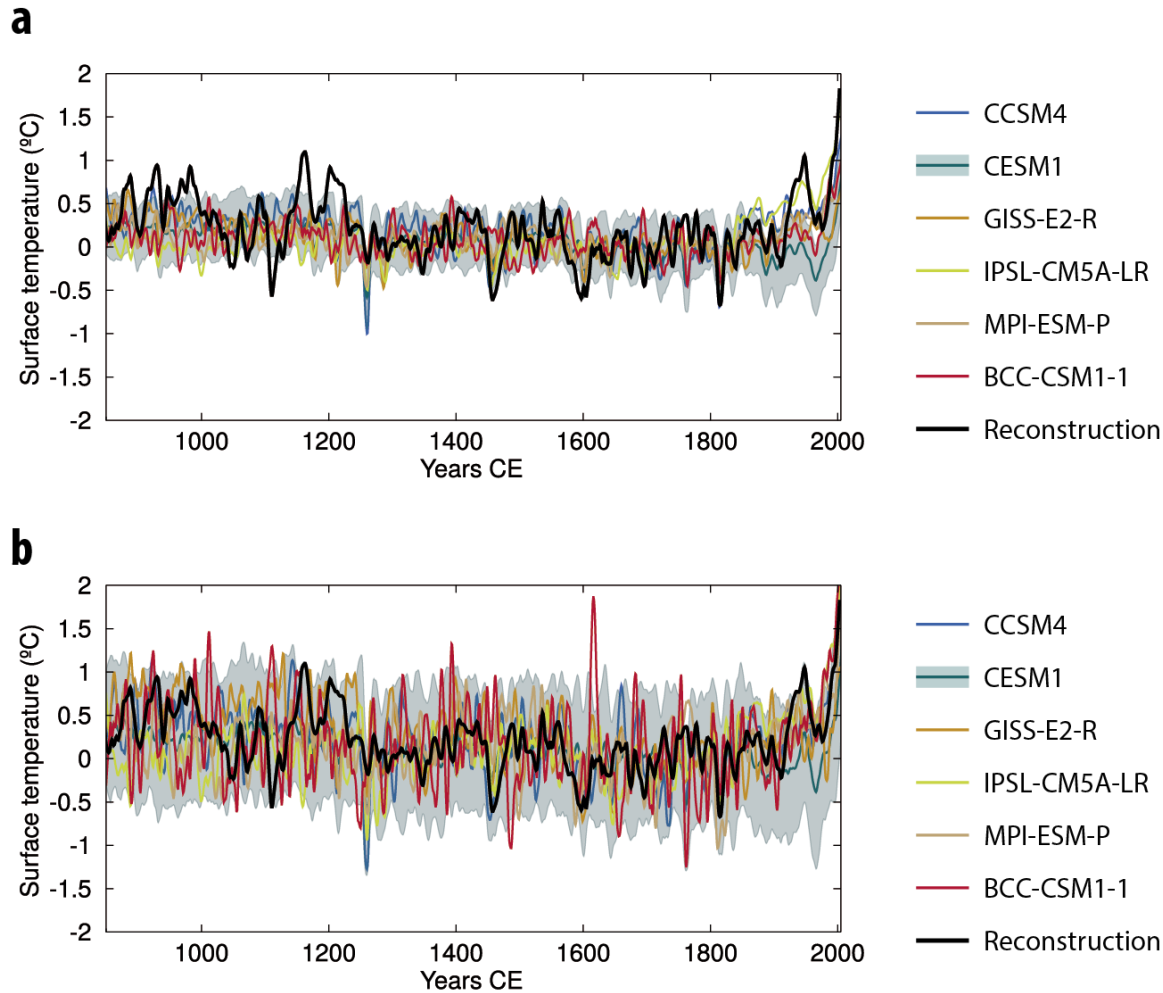 a
Surface temperature (ºC)
2
1.5
1
0.5
0
-0.5
-1
-1.5
-2
1000 1200 1400 1600 1800 2000
Years CE
CCSM4
CESM1
GISS-E2-R
IPSL-CM5A-LR
MPI-ESM-P
BCC-CSM1-1
Reconstruction
b
Surface temperature (ºC)
2
1.5
1
0.5
0
-0.5
-1
-1.5
-2
1000 1200 1400 1600 1800 2000
Years CE
CCSM4
CESM1
GISS-E2-R
IPSL-CM5A-LR
MPI-ESM-P
BCC-CSM1-1
Reconstruction